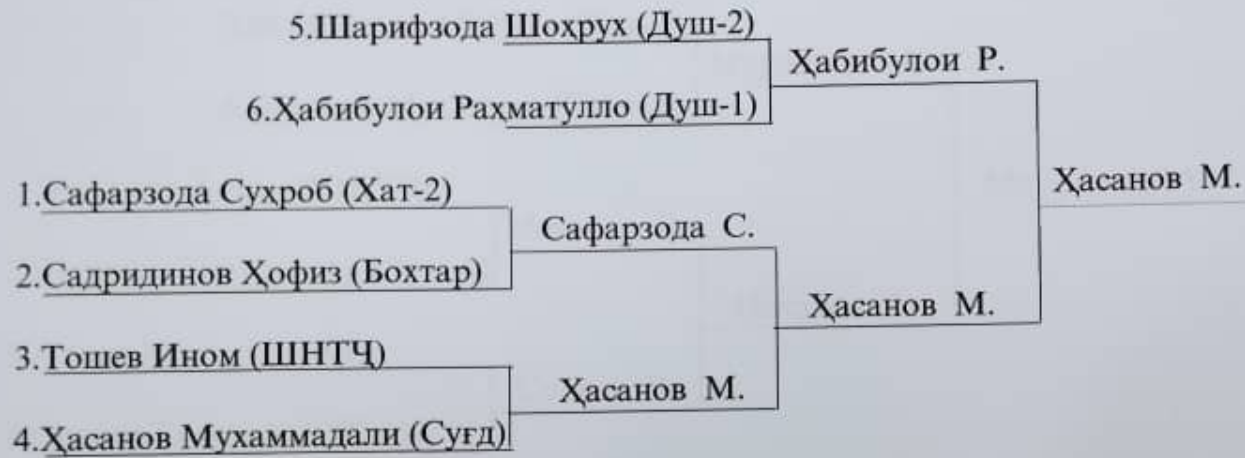 5.Шарифзода Шоҳрух (Душ-2)
Ҳабибулои Р.
6.Ҳабибулои Раҳматулло (Душ-1)
1.Сафарзода Суҳроб (Хат-2)
Ҳасанов М.
Сафарзода С.
2.Садридинов Ҳофиз (Бохтар)
Ҳасанов М.
3.Тошев Ином (ШНТҶ)
Ҳасанов М.
4.Ҳасанов Мухаммадали (Суғд)